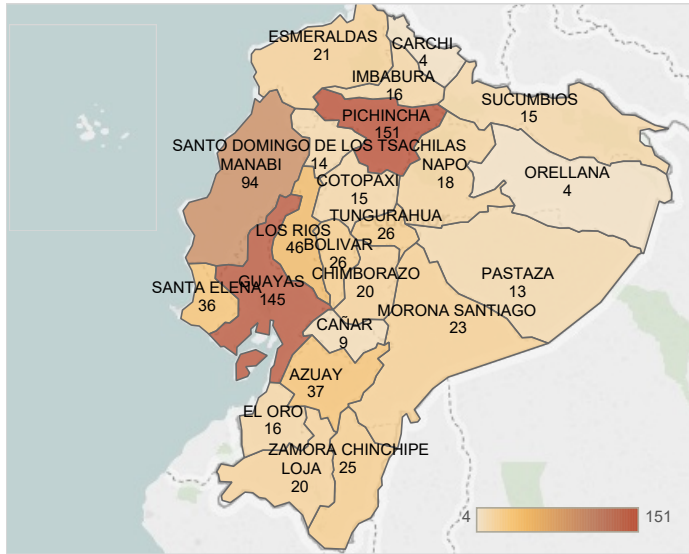 ESMERALDAS
21
CARCHI
4
IMBABURA
16
SUCUMBIOS
15
PICHINCHA
151
SANTO DOMINGO DE LOS TSACHILAS
14
MANABI
94
NAPO
18
ORELLANA
4
COTOPAXI
15
TUNGURAHUA
26
LOS RIOS
46
BOLIVAR
26
CHIMBORAZO
20
PASTAZA
13
SANTA ELENA
36
GUAYAS
145
MORONA SANTIAGO
23
CAÑAR
9
AZUAY
37
EL ORO
16
ZAMORA CHINCHIPE
25
LOJA
20
4 151